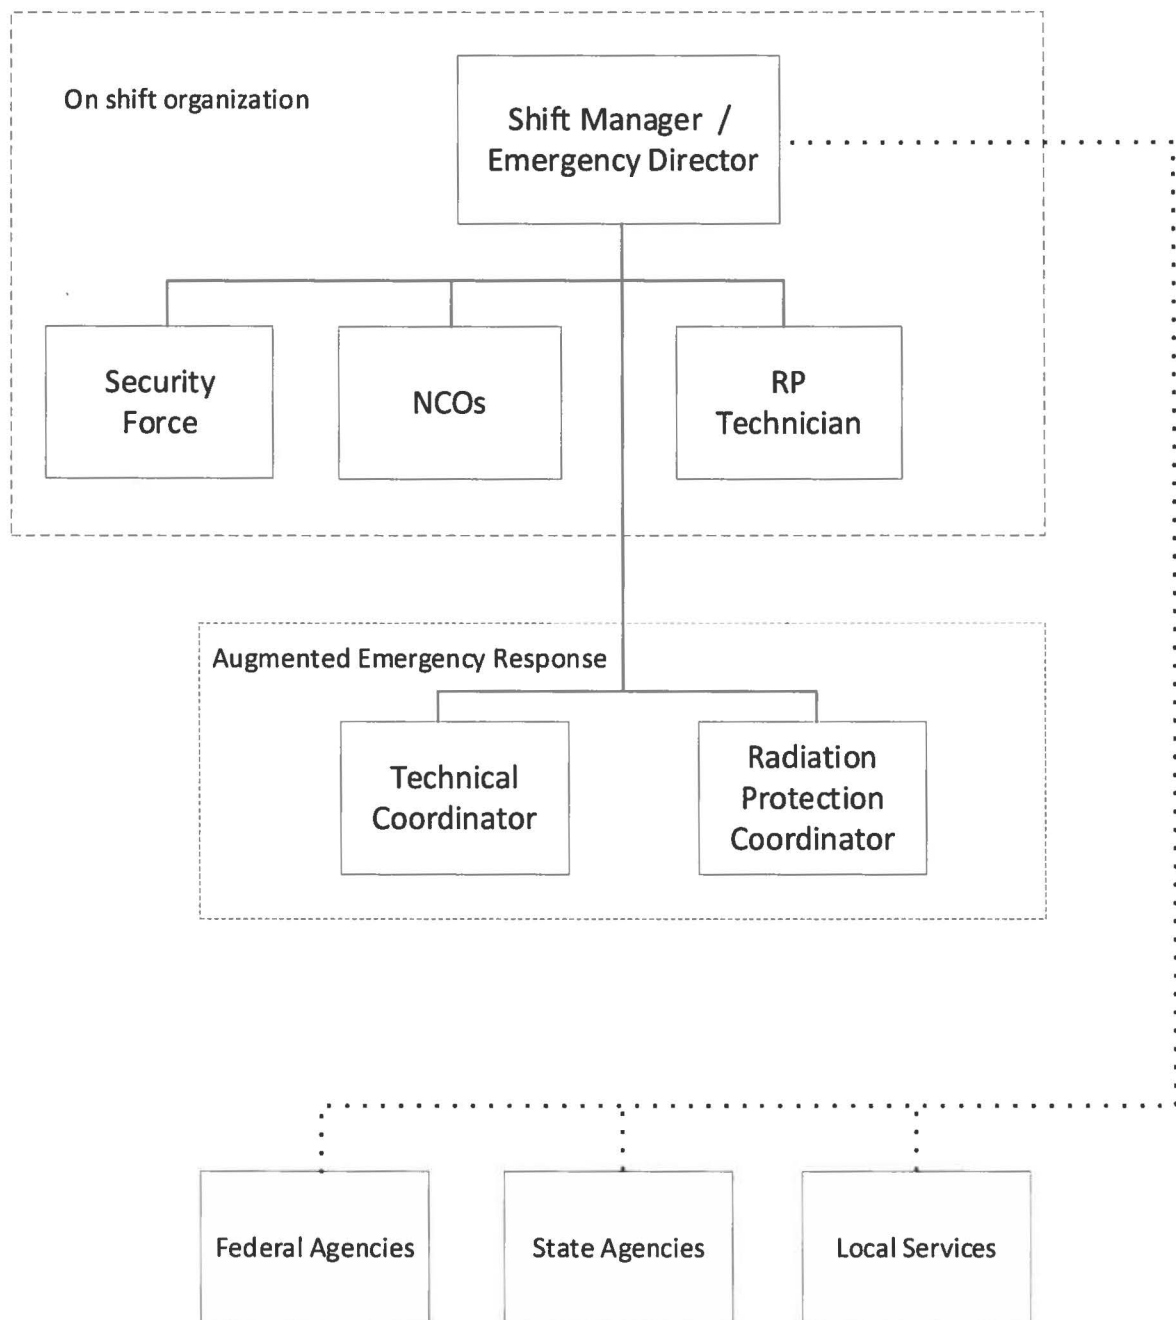 On shift organization
Shift Manager /
Emergency Director
Security
Force
NCOs
RP
Technician
Augmented Emergency Response
Technical
Coordinator
Radiation
Protection
Coordinator
Federal Agencies
State Agencies
Local Services